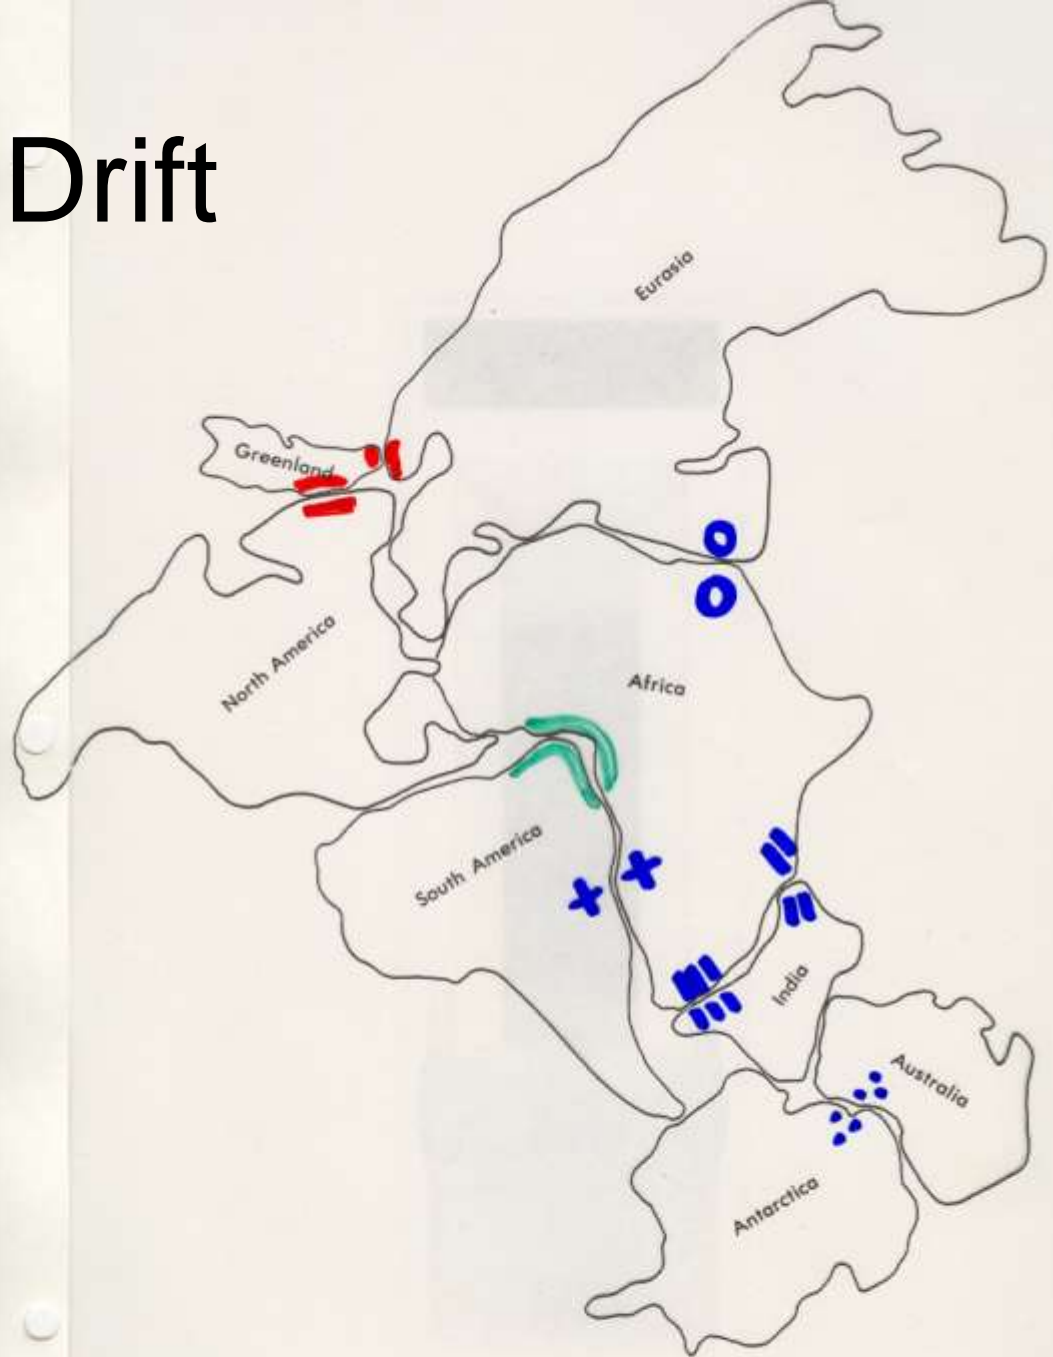 Drift
Eurasia
Greenland
North America
Africa
South America
India
Australia
Antarctica